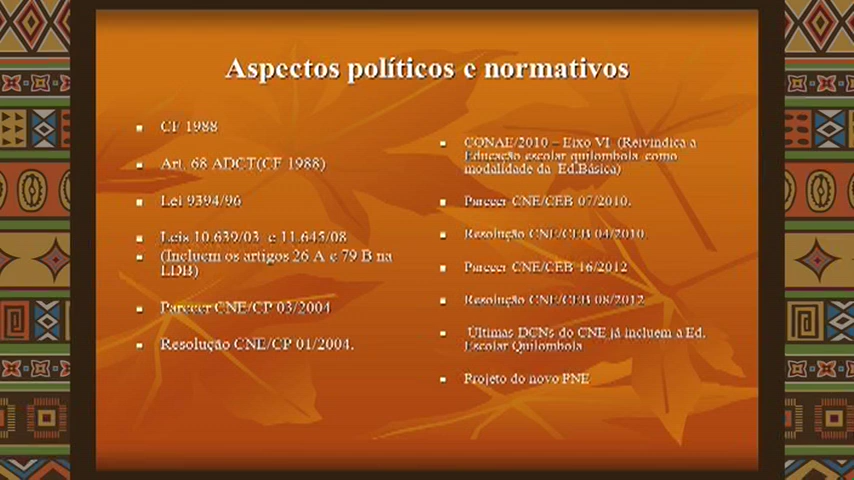 Aspectos políticos e normativos
CF 1988
Art. 68 ADCT(CF 1988)
Lei 9394/96
Leis 10.639/03 e 11.645/08
(Incluem os artigos 26 A e 79 B na
LDB)
Parecer CNE/CP 03/2004
Resolução CNE/CP 01/2004.
CONAE/2010 – Eixo VI (Reivindica a
Educação escolar quilombola como
modalidade da Ed.Básica)
Parecer CNE/CEB 07/2010.
Resolução CNE/CEB 04/2010.
Parecer CNE/CEB 16/2012
Resolução CNE/CEB 08/2012
Últimas DCNs do CNE já incluem a Ed.
Escolar Quilombola
Projeto do novo PNE